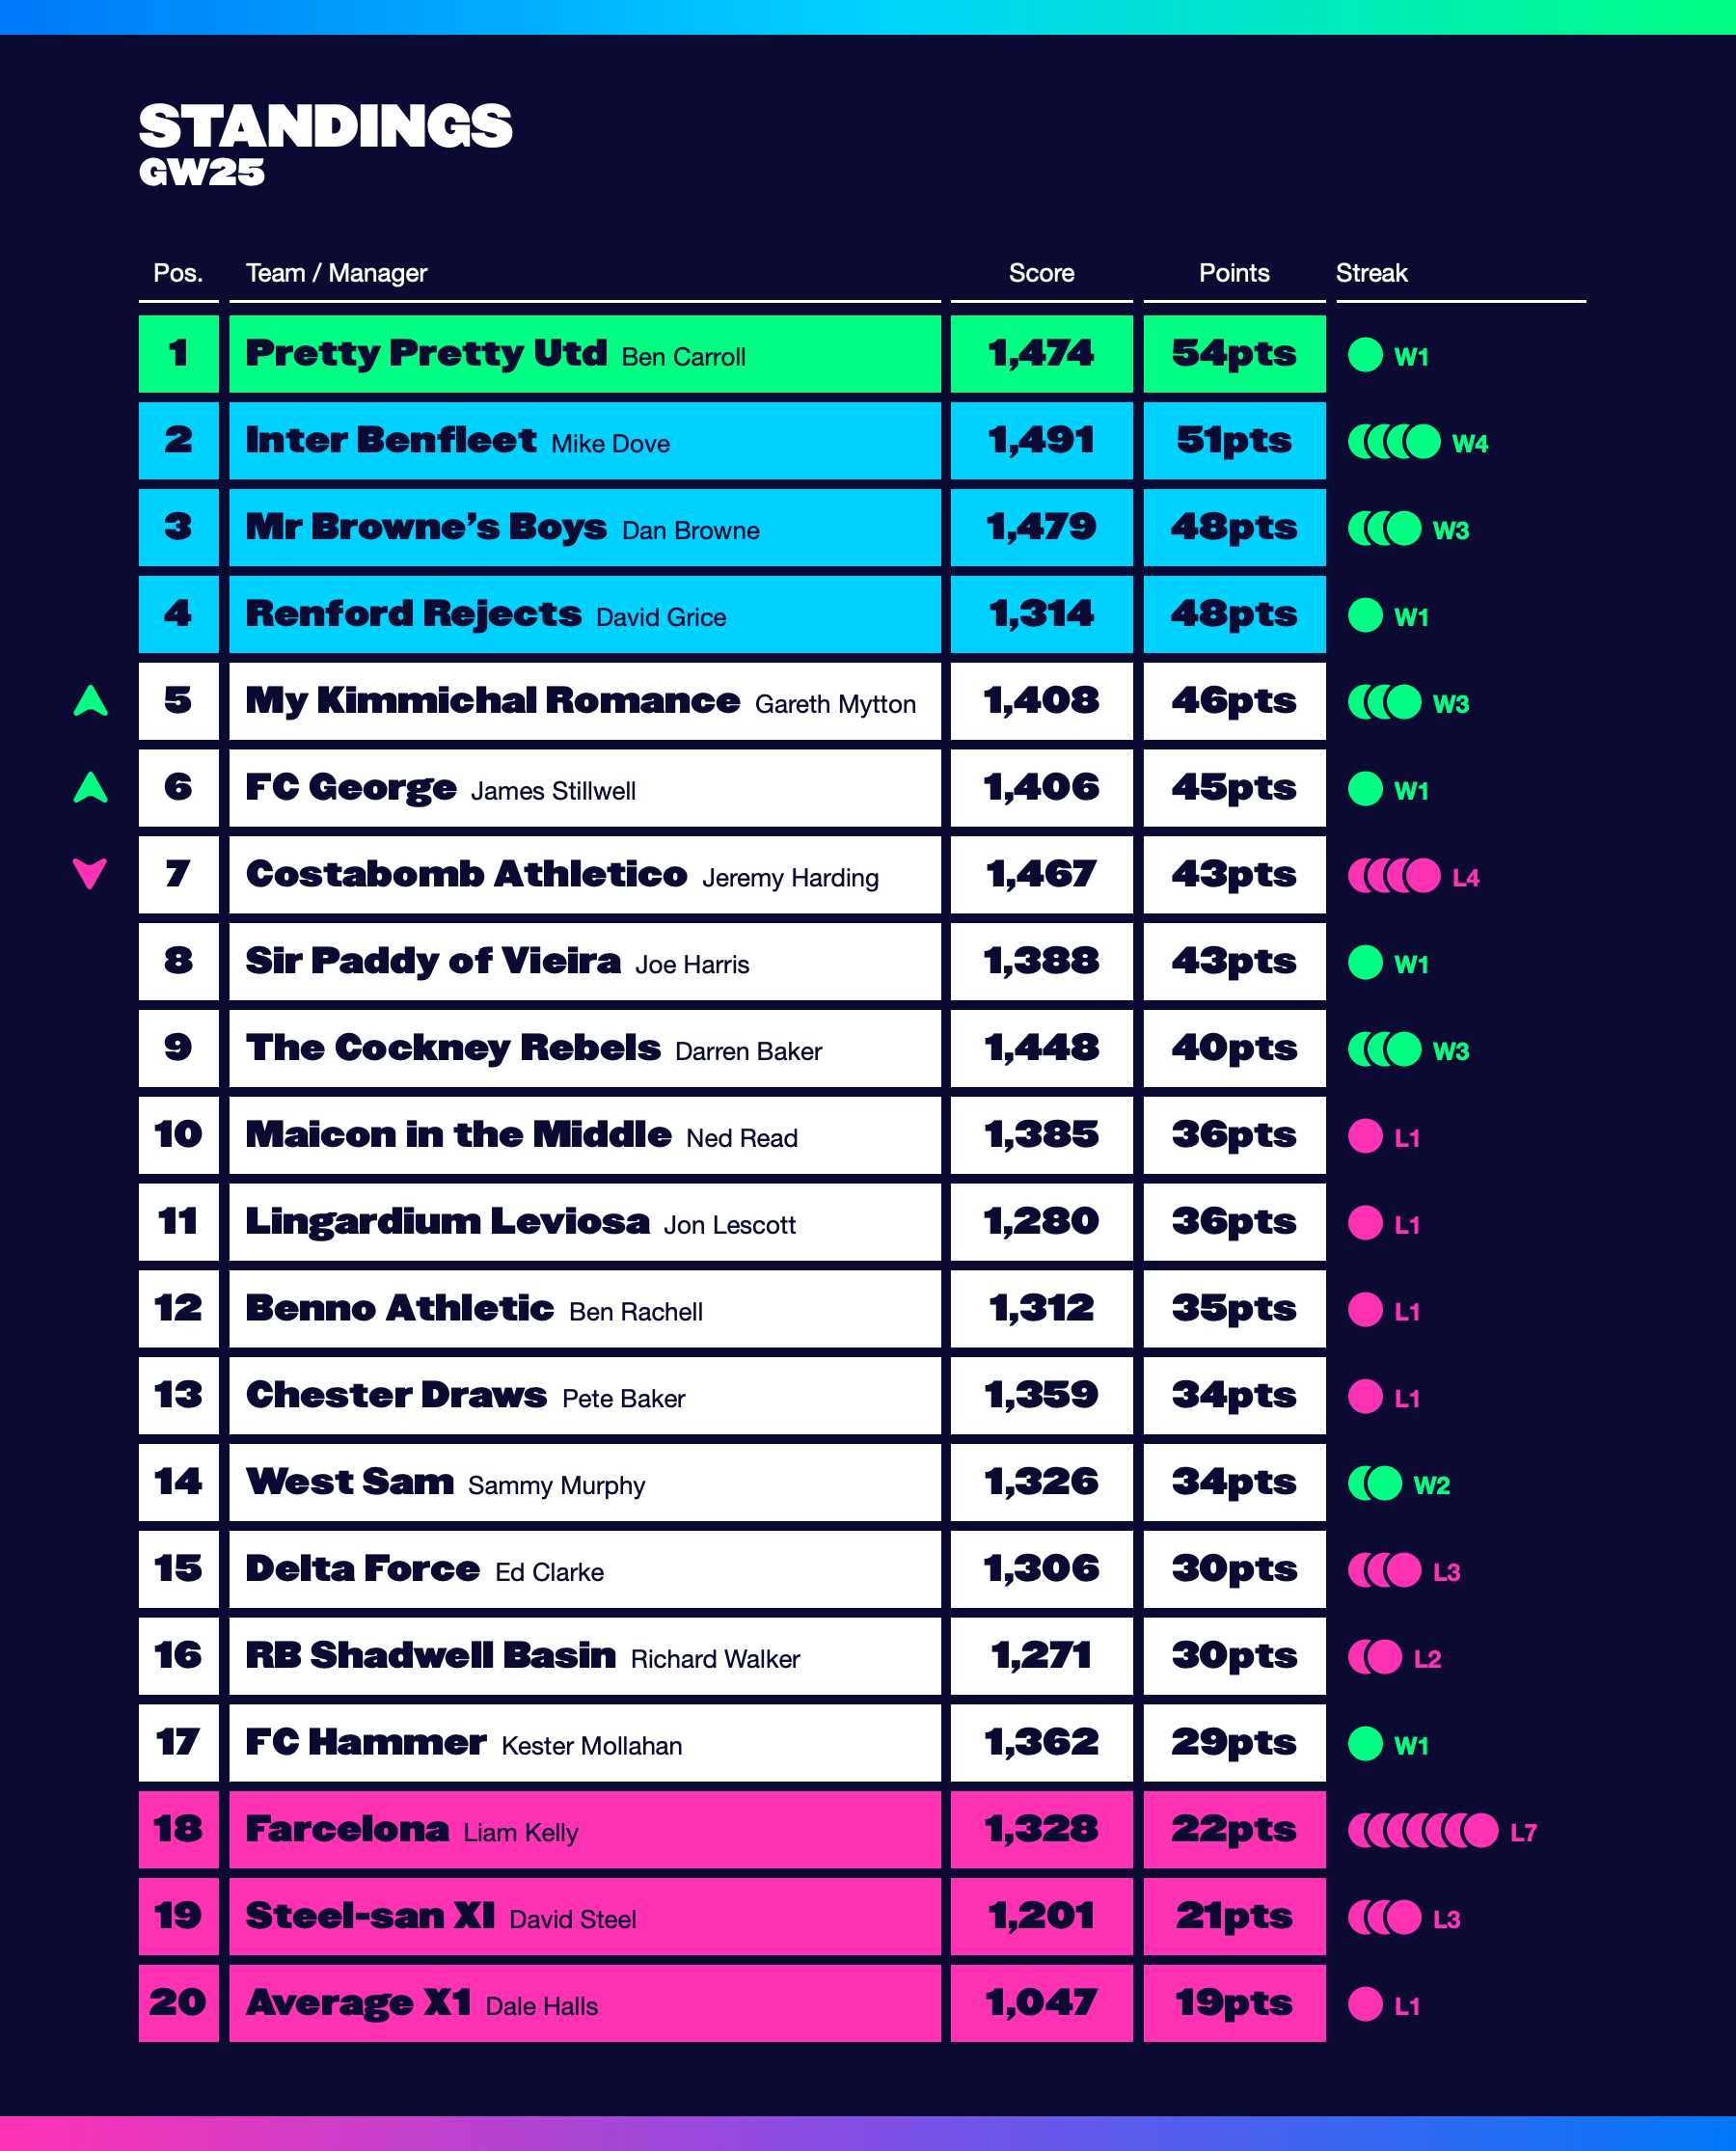 STANDINGS
GW25
Pos. Team / Manager Score Points Streak
1 Pretty Pretty Utd Ben Carroll 1,474 54pts W1
2 Inter Benfleet Mike Dove 1,491 51pts W4
3 Mr Browne’s Boys Dan Browne 1,479 48pts W3
4 Renford Rejects David Grice 1,314 48pts W1
5 My Kimmichal Romance Gareth Mytton 1,408 46pts W3
6 FC George James Stillwell 1,406 45pts W1
7 Costabomb Athletico Jeremy Harding 1,467 43pts L4
8 Sir Paddy of Vieira Joe Harris 1,388 43pts W1
9 The Cockney Rebels Darren Baker 1,448 40pts W3
10 Maicon in the Middle Ned Read 1,385 36pts L1
11 Lingardium Leviosa Jon Lescott 1,280 36pts L1
12 Benno Athletic Ben Rachell 1,312 35pts L1
13 Chester Draws Pete Baker 1,359 34pts L1
14 West Sam Sammy Murphy 1,326 34pts W2
15 Delta Force Ed Clarke 1,306 30pts L3
16 RB Shadwell Basin Richard Walker 1,271 30pts L2
17 FC Hammer Kester Mollahan 1,362 29pts W1
18 Farcelona Liam Kelly 1,328 22pts L7
19 Steel-san XI David Steel 1,201 21pts L3
20 Average X1 Dale Halls 1,047 19pts L1